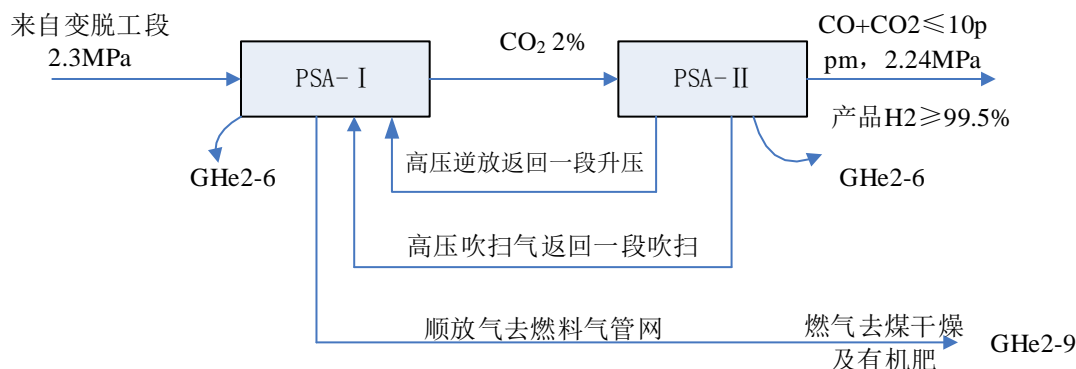 来自变脱工段
2.3MPa
PSA-Ⅰ
CO₂ 2%
PSA-Ⅱ
CO+CO2≤10p
pm，2.24MPa
产品H2≥99.5%
GHe2-6
高压逆放返回一段升压
GHe2-6
高压吹扫气返回一段吹扫
顺放气去燃料气管网
燃气去煤干燥
及有机肥
GHe2-9